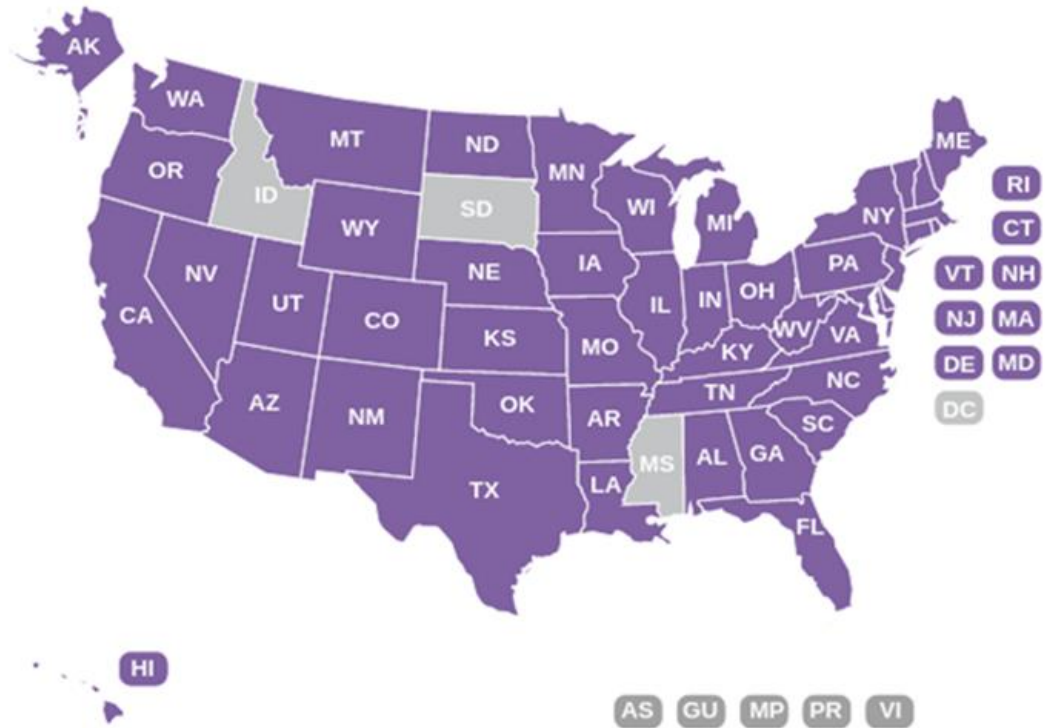 AK
WA
MT
ND
MN
ME
OR
ID
SD
WI
MI
NY
RI
WY
CT
NV
NE
IA
PA
VT NH
UT
CO
IL
IN
OH
CA
KS
MO
KY
WV
VA
NJ MA
AZ
NM
OK
AR
TN
NC
DE MD
SC
DC
TX
LA
MS
AL
GA
FL
HI
AS GU MP PR VI